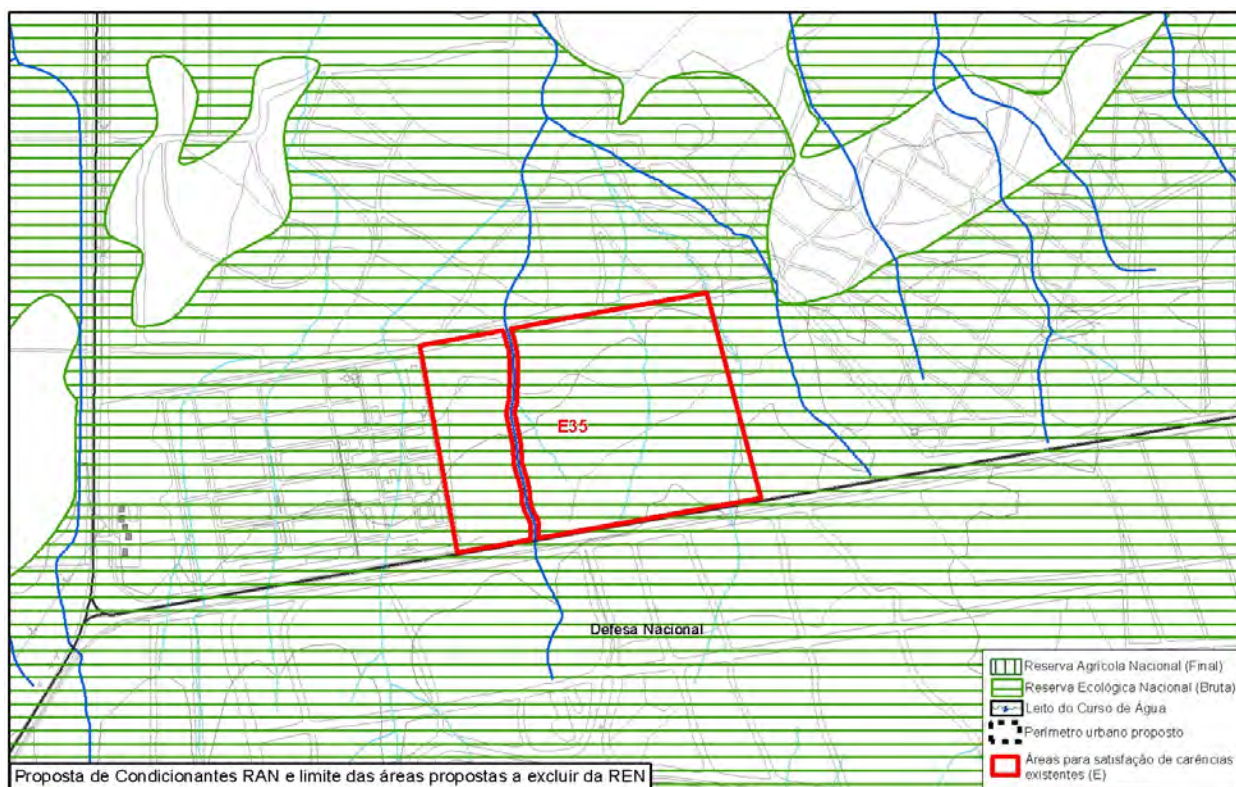 E35
Defesa Nacional
Reserva Agrícola Nacional (Final)
Reserva Ecológica Nacional (Bruta)
Leito do Curso de Água
Perímetro urbano proposto
Áreas para satisfação de carências
existentes (E)
Proposta de Condicionantes RAN e limite das áreas propostas a excluir da REN